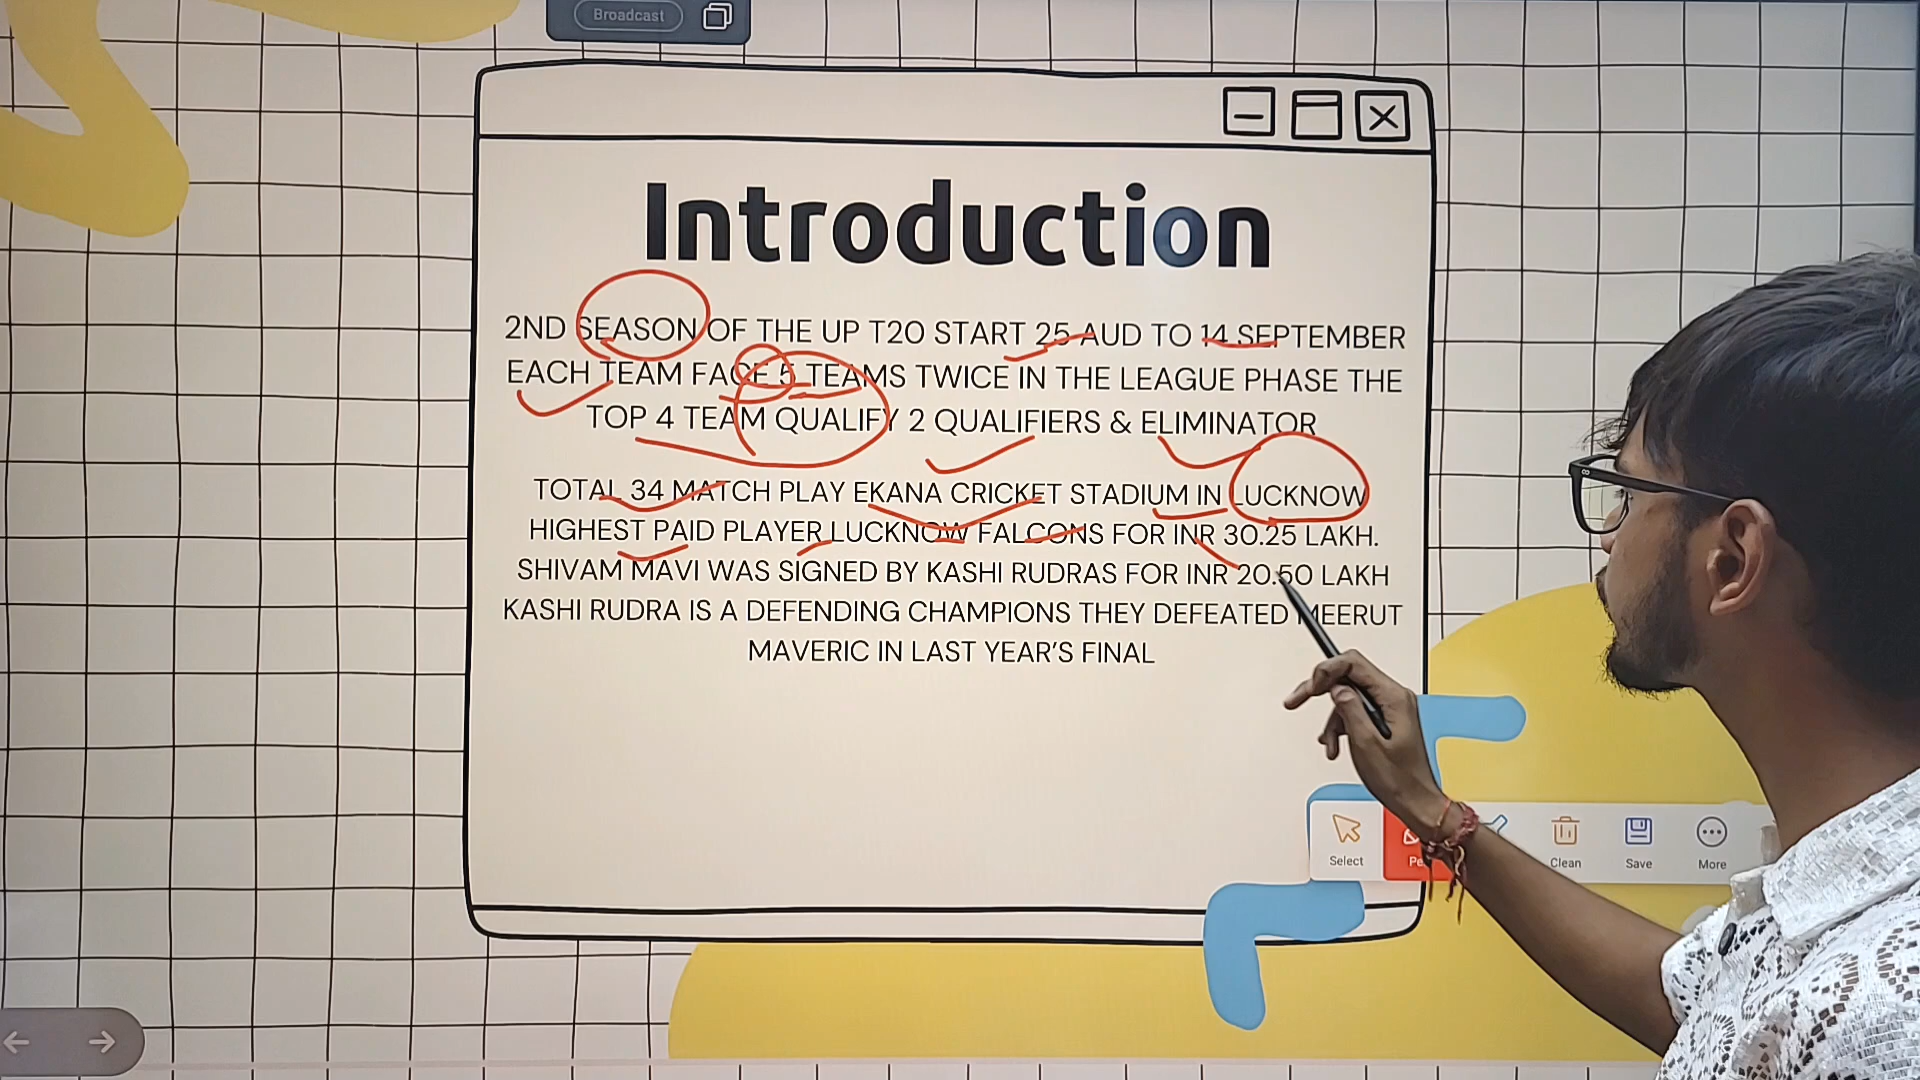 Broadcast
Introduction
2ND SEASON OF THE UP T20 START 25 AUD TO 14 SEPTEMBER
EACH TEAM FACE 5 TEAMS TWICE IN THE LEAGUE PHASE THE
TOP 4 TEAM QUALIFY 2 QUALIFIERS & ELIMINATOR
TOTAL 34 MATCH PLAY EKANA CRICKET STADIUM IN LUCKNOW
HIGHEST PAID PLAYER LUCKNOW FALCONS FOR INR 30.25 LAKH.
SHIVAM MAVI WAS SIGNED BY KASHI RUDRAS FOR INR 20.50 LAKH
KASHI RUDRA IS A DEFENDING CHAMPIONS THEY DEFEATED MEERUT
MAVERIC IN LAST YEAR'S FINAL
Select Clean Save More